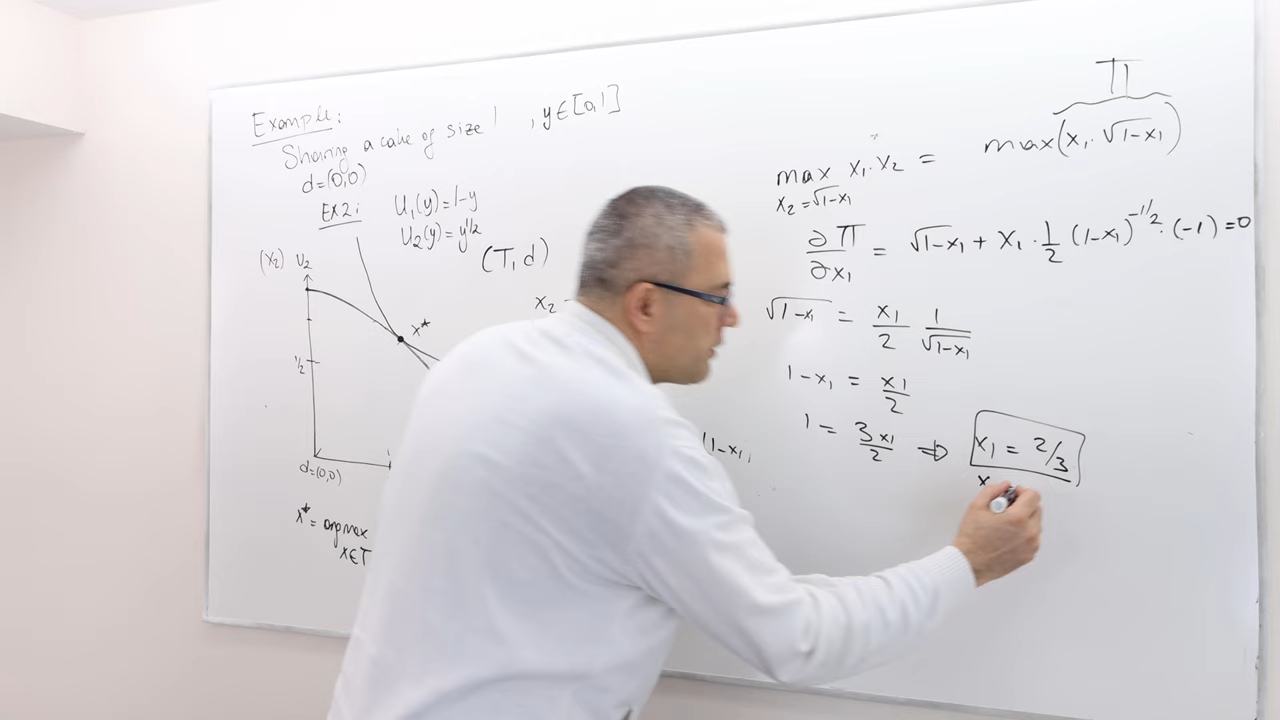 Example:
Sharing a cake of size 1 , y∈[0,1]
d=(0,0)
EX2:
U₁(y)=1-y
U₂(y)=y^½
(T,d)
(x₂) U₂
x*
½
d=(0,0)
x* = argmax
x∈T
x₂
(1-x₁)
Π
max x₁·x₂ = max(x₁·√(1-x₁))
x₂=√(1-x₁)
∂Π/∂x₁ = √(1-x₁) + x₁·1/2 (1-x₁)^(-1/2)·(-1)=0
√(1-x₁) = x₁/2 1/√(1-x₁)
1-x₁ = x₁/2
1 = 3x₁/2 ⇒ x₁ = 2/3
x